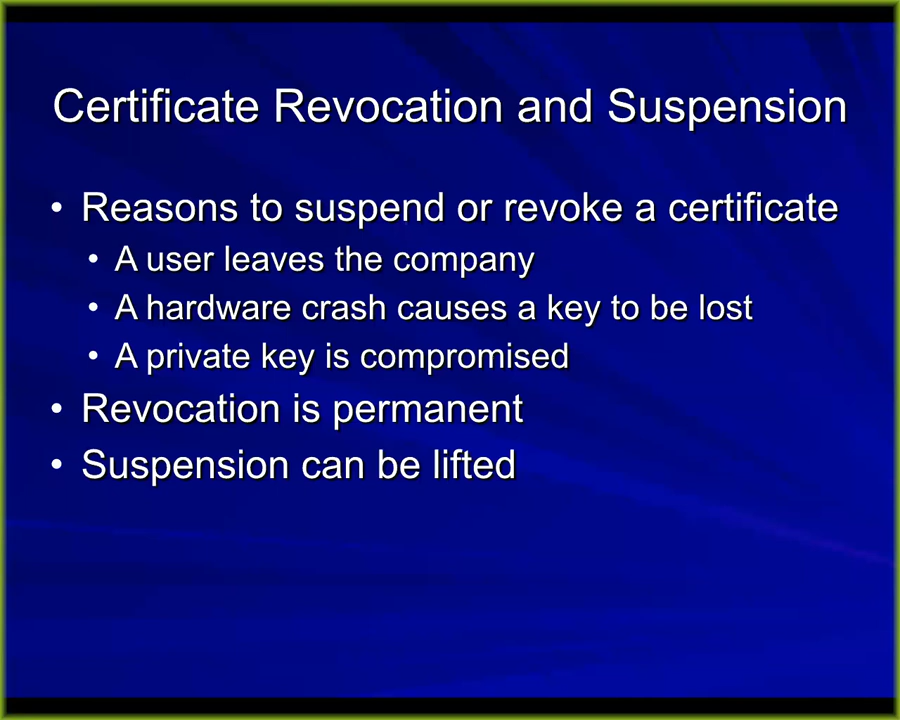 Certificate Revocation and Suspension
• Reasons to suspend or revoke a certificate
• A user leaves the company
• A hardware crash causes a key to be lost
• A private key is compromised
• Revocation is permanent
• Suspension can be lifted